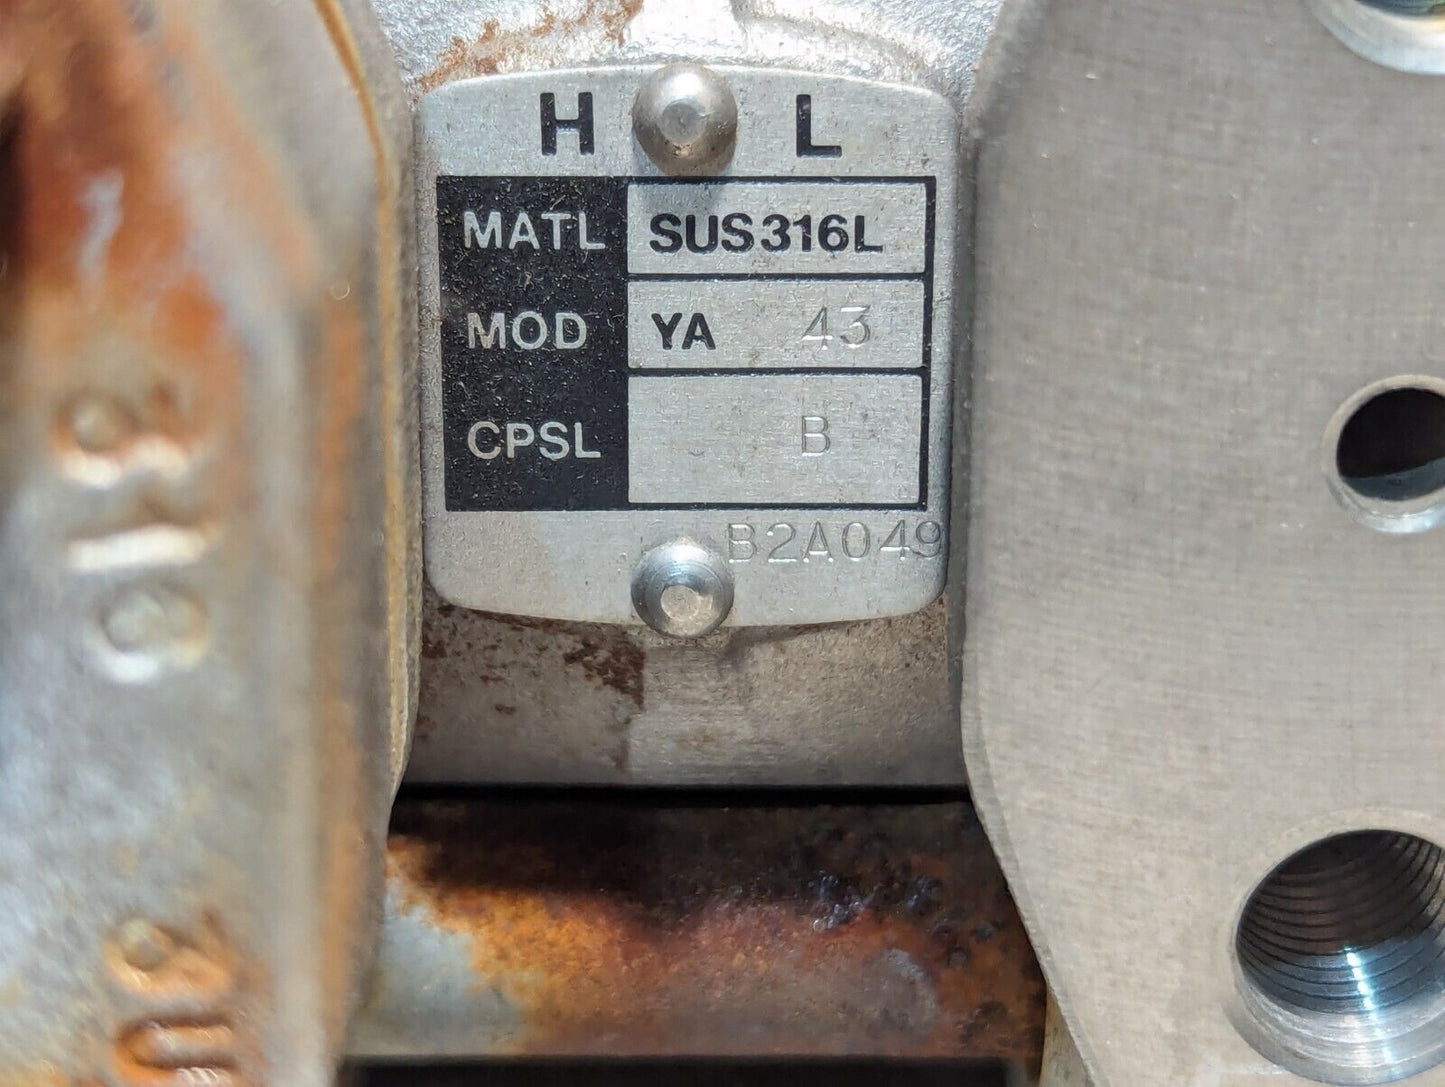 H L
MATL SUS316L
MOD YA 43
CPSL B
B2A049